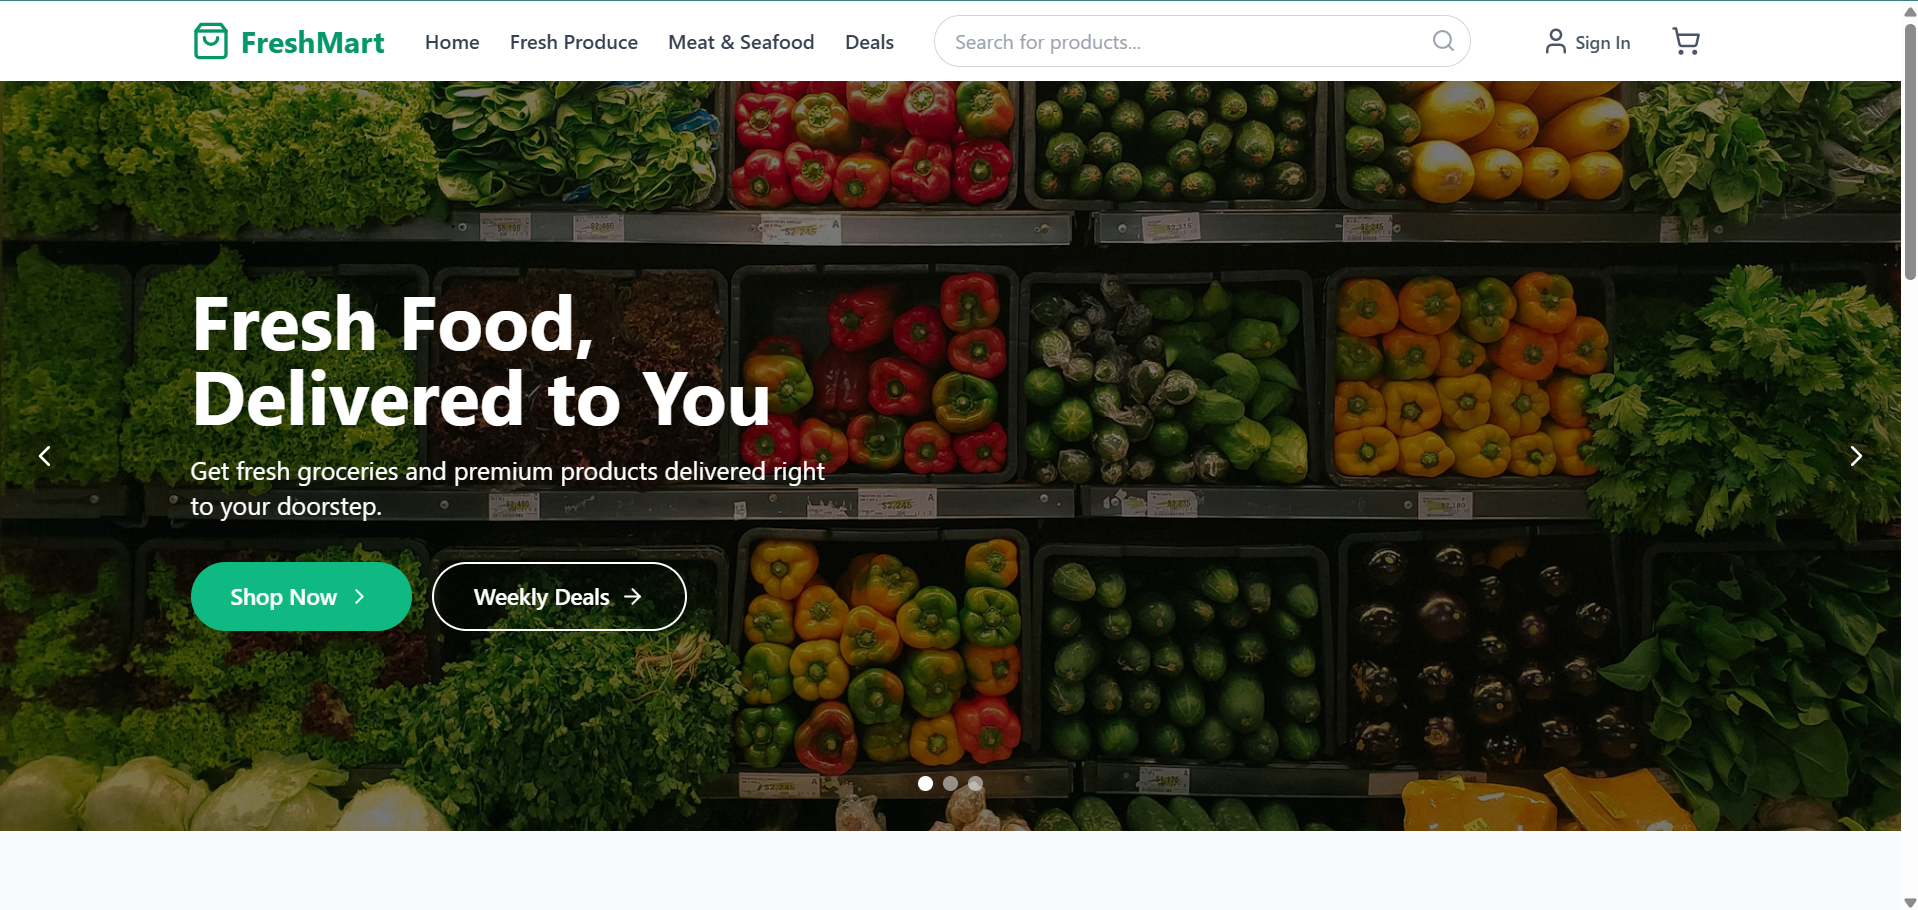 FreshMart
Home
Fresh Produce
Meat & Seafood
Deals
Search for products...
Sign In
Fresh Food,
Delivered to You
Get fresh groceries and premium products delivered right
to your doorstep.
Shop Now
Weekly Deals